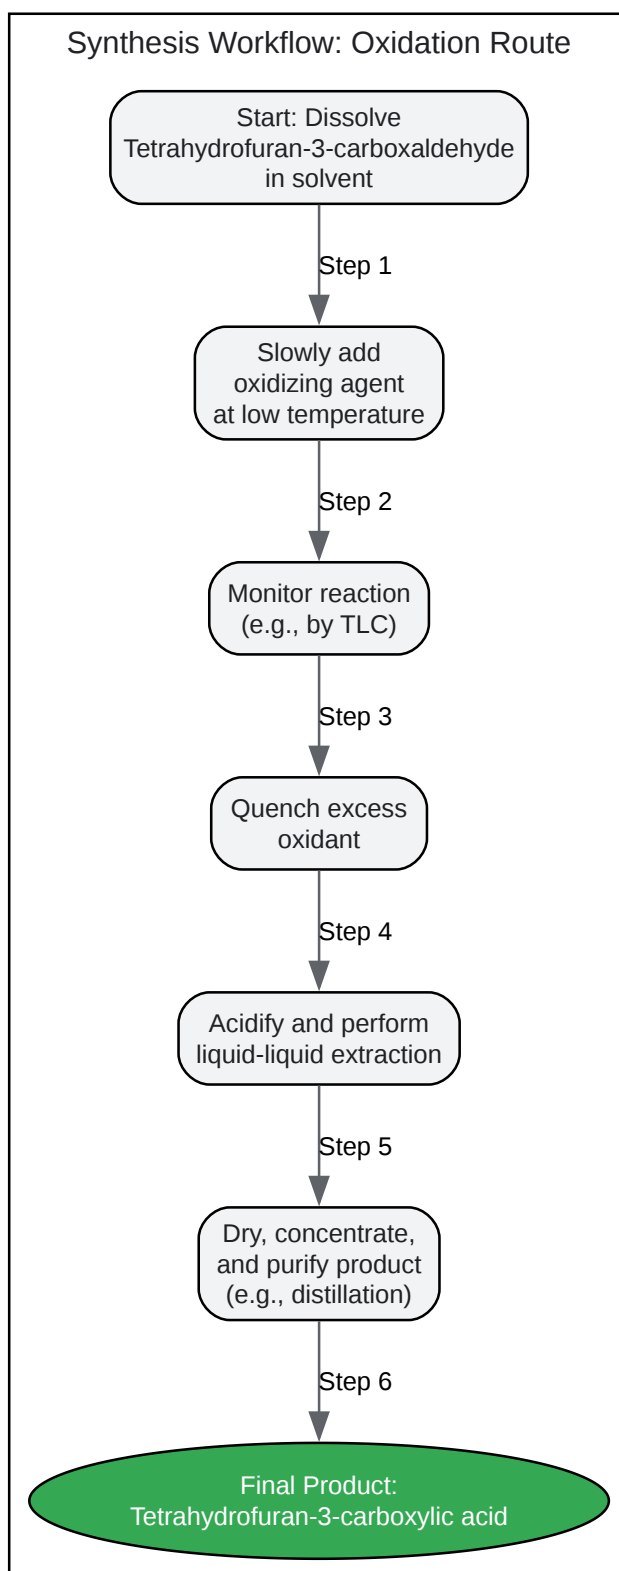 Synthesis Workflow: Oxidation Route
Start: Dissolve
Tetrahydrofuran-3-carboxaldehyde
in solvent
Step 1
Slowly add
oxidizing agent
at low temperature
Step 2
Monitor reaction
(e.g., by TLC)
Step 3
Quench excess
oxidant
Step 4
Acidify and perform
liquid-liquid extraction
Step 5
Dry, concentrate,
and purify product
(e.g., distillation)
Step 6
Final Product:
Tetrahydrofuran-3-carboxylic acid